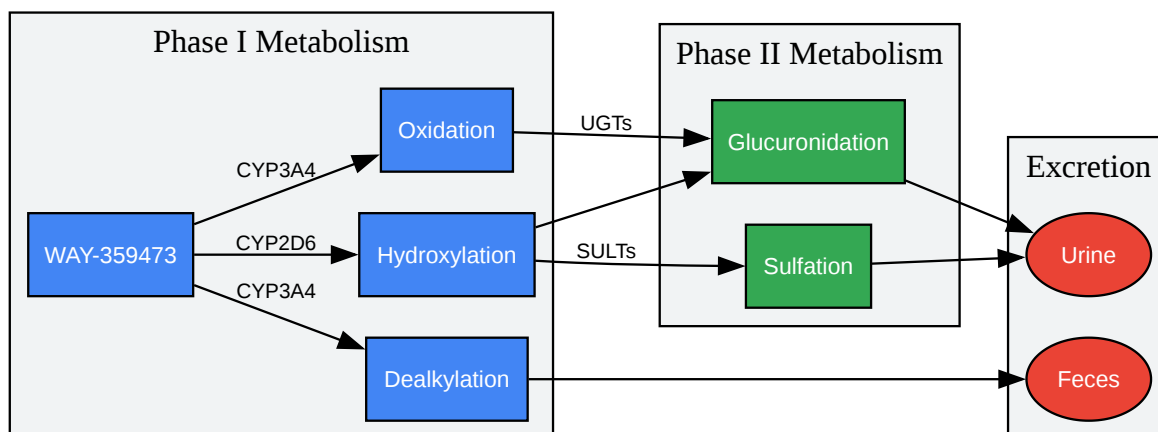 Phase I Metabolism
WAY-359473
CYP3A4
CYP2D6
CYP3A4
Oxidation
Hydroxylation
Dealkylation
UGTs
SULTs
Phase II Metabolism
Glucuronidation
Sulfation
Excretion
Urine
Feces